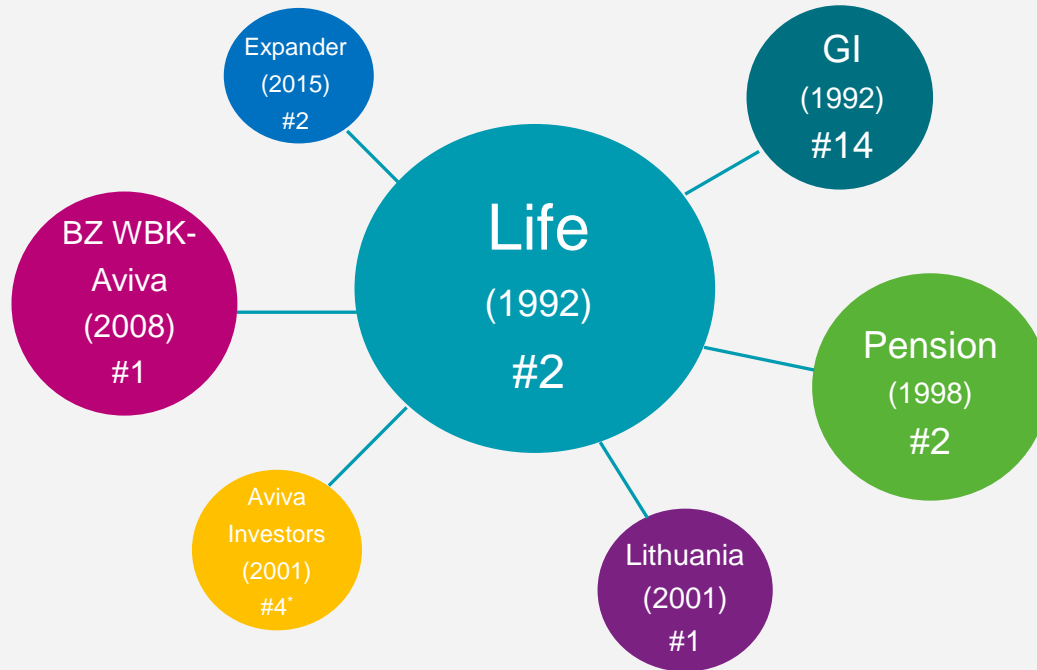 Expander
(2015)
#2
GI
(1992)
#14
Life
(1992)
#2
BZ WBK-
Aviva
(2008)
#1
Pension
(1998)
#2
Aviva
Investors
(2001)
#4*
Lithuania
(2001)
#1